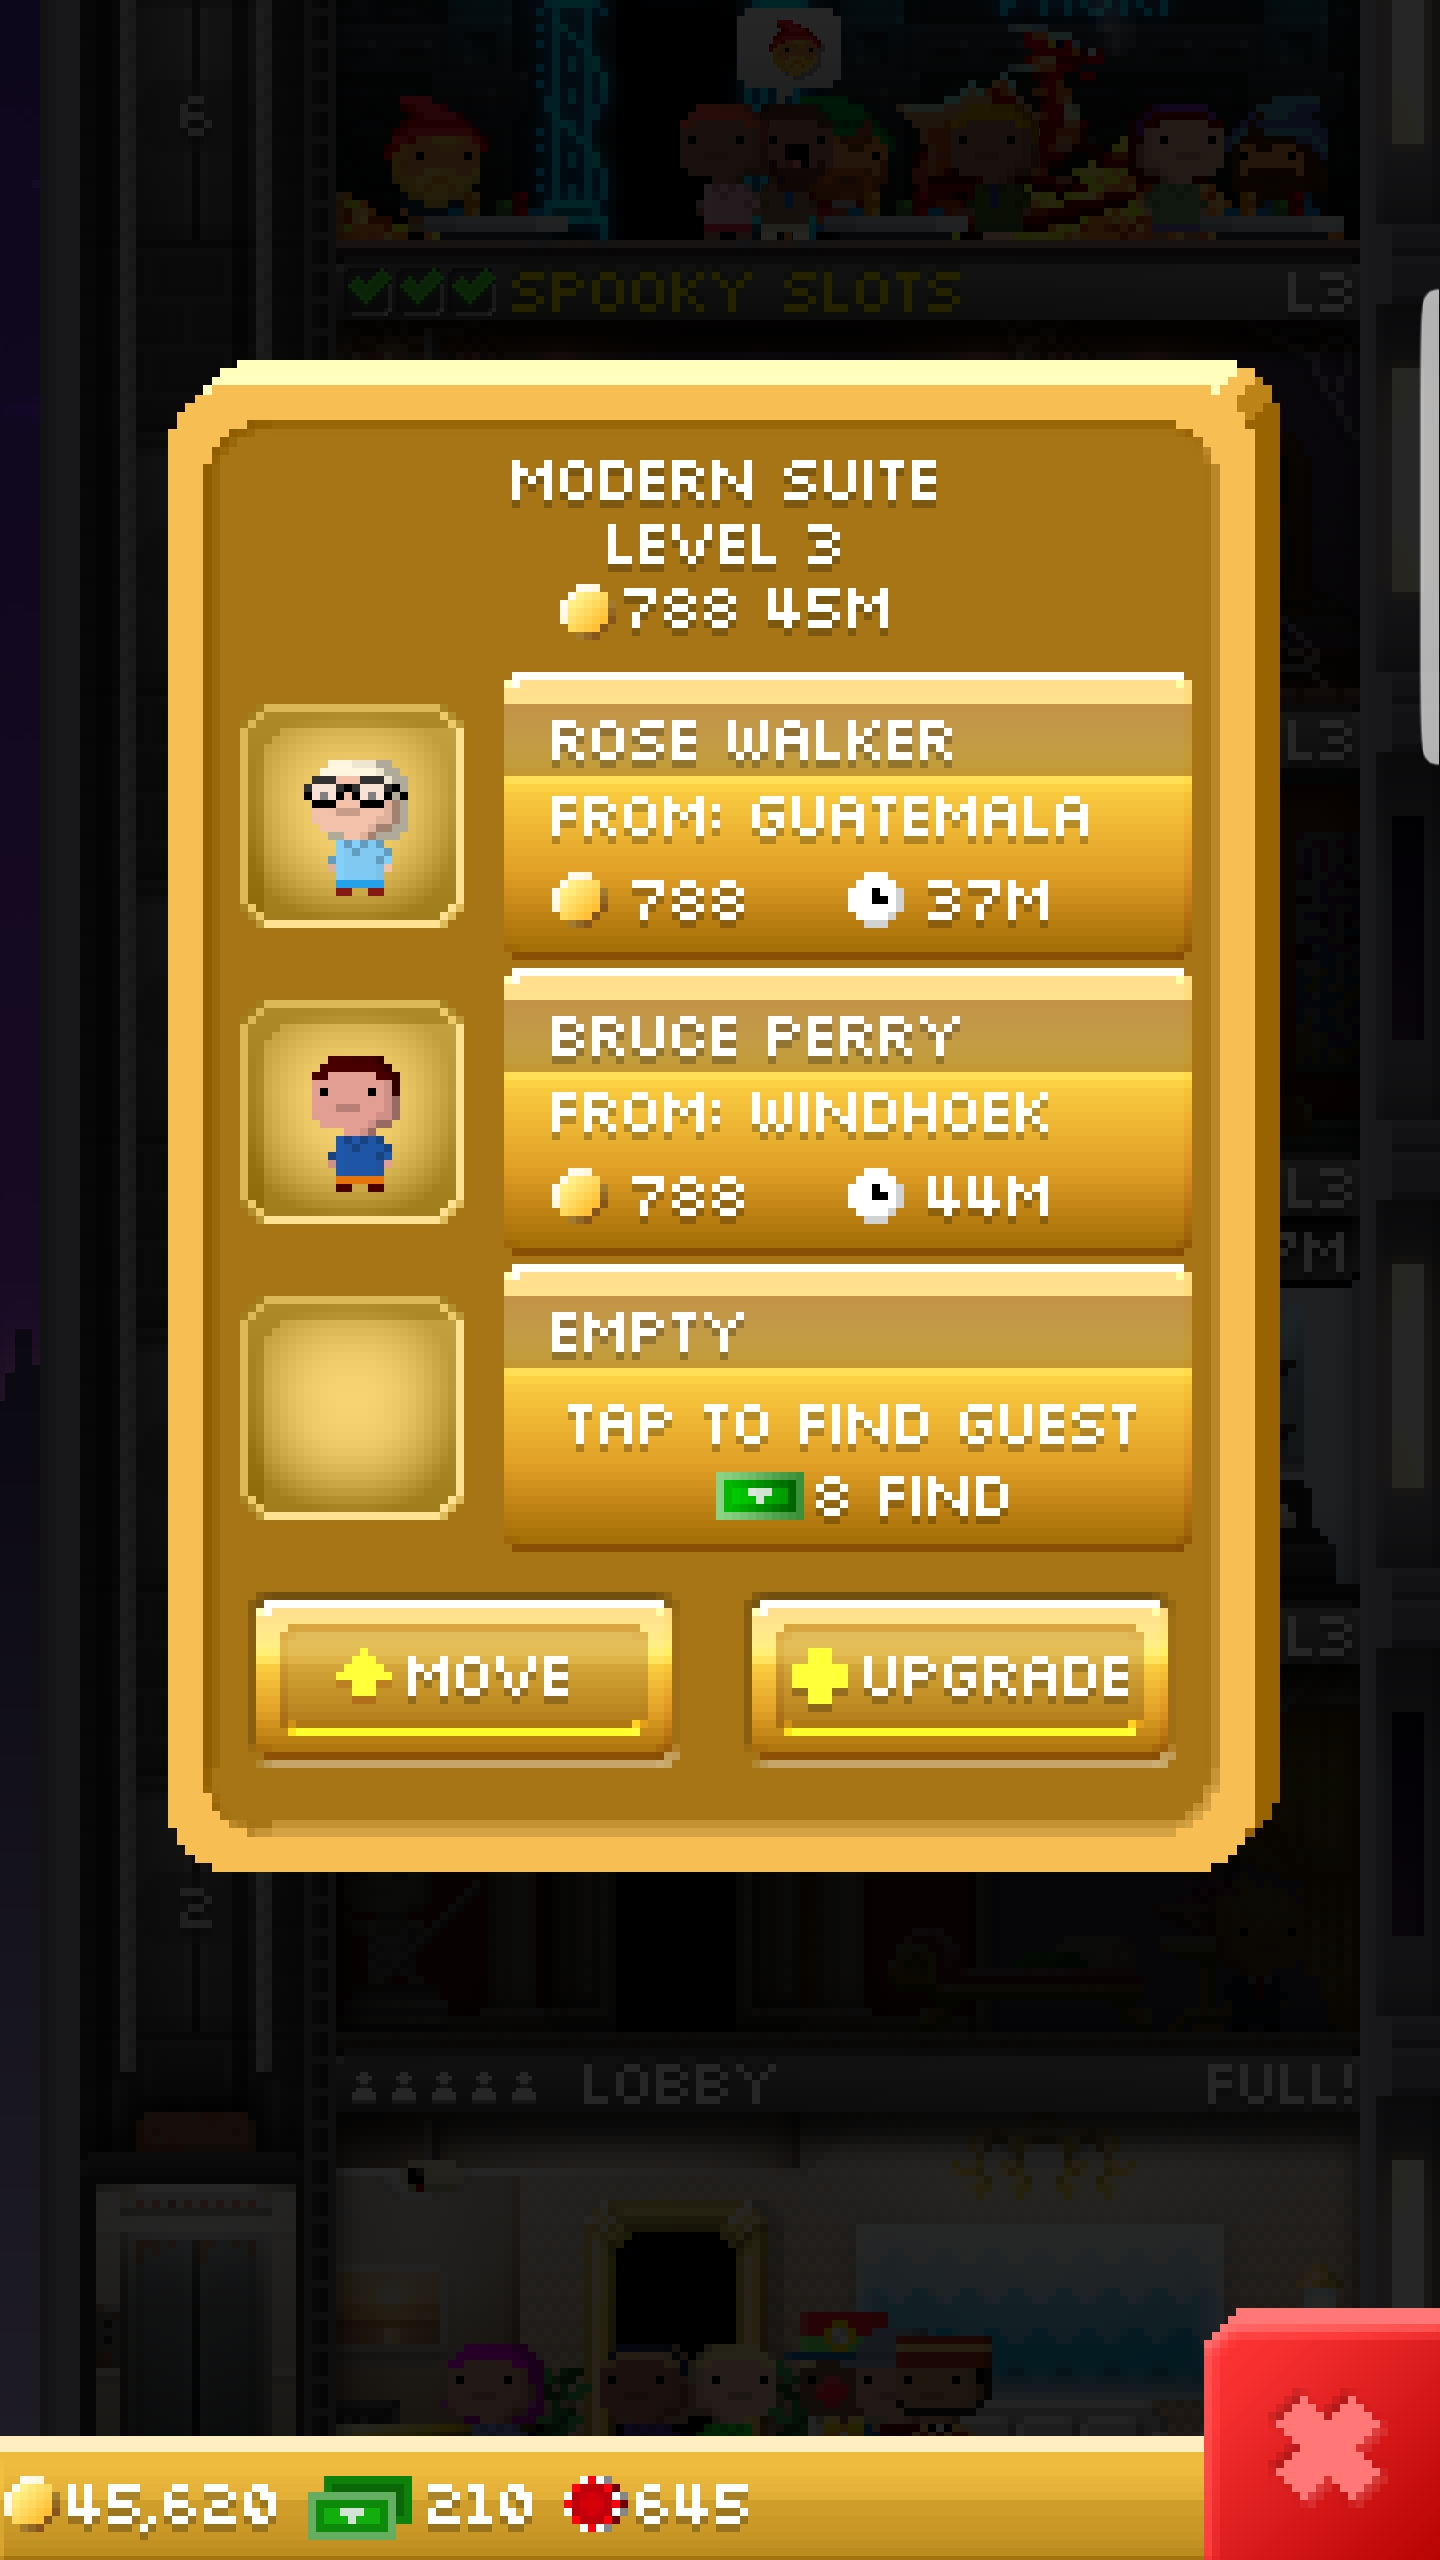 6
SPOOKY SLOTS L3
MODERN SUITE
LEVEL 3
788 45M
ROSE WALKER
L3
FROM: GUATEMALA
788 37M
BRUCE PERRY
FROM: WINDHOEK
788 44M
L3
EMPTY
TAP TO FIND GUEST
8 FIND
L3
MOVE UPGRADE
2
LOBBY FULL!
45,620 210 645